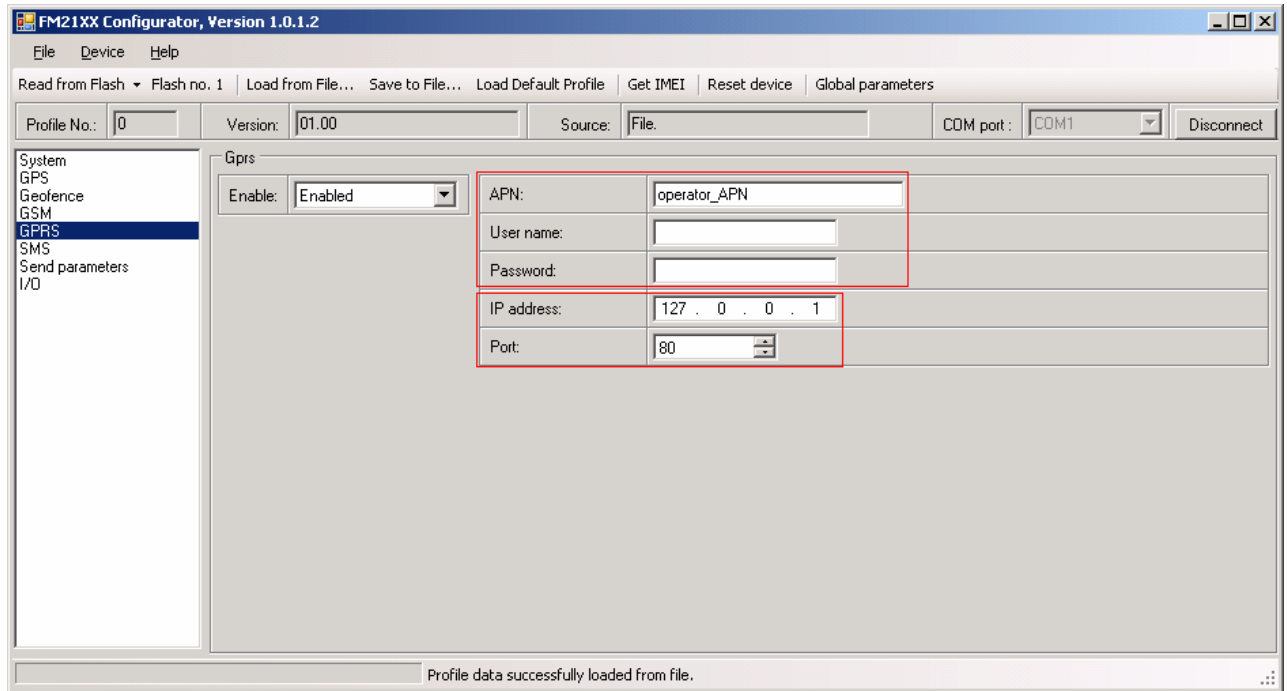 FM21XX Configurator, Version 1.0.1.2
File Device Help
Read from Flash Flash no. 1 Load from File... Save to File... Load Default Profile Get IMEI Reset device Global parameters
Profile No.: 0 Version: 01.00 Source: File. COM port : COM1 Disconnect
System
GPS
Geofence
GSM
GPRS
SMS
Send parameters
I/O
Gprs
Enable: Enabled
APN: operator_APN
User name:
Password:
IP address: 127 . 0 . 0 . 1
Port: 80
Profile data successfully loaded from file.